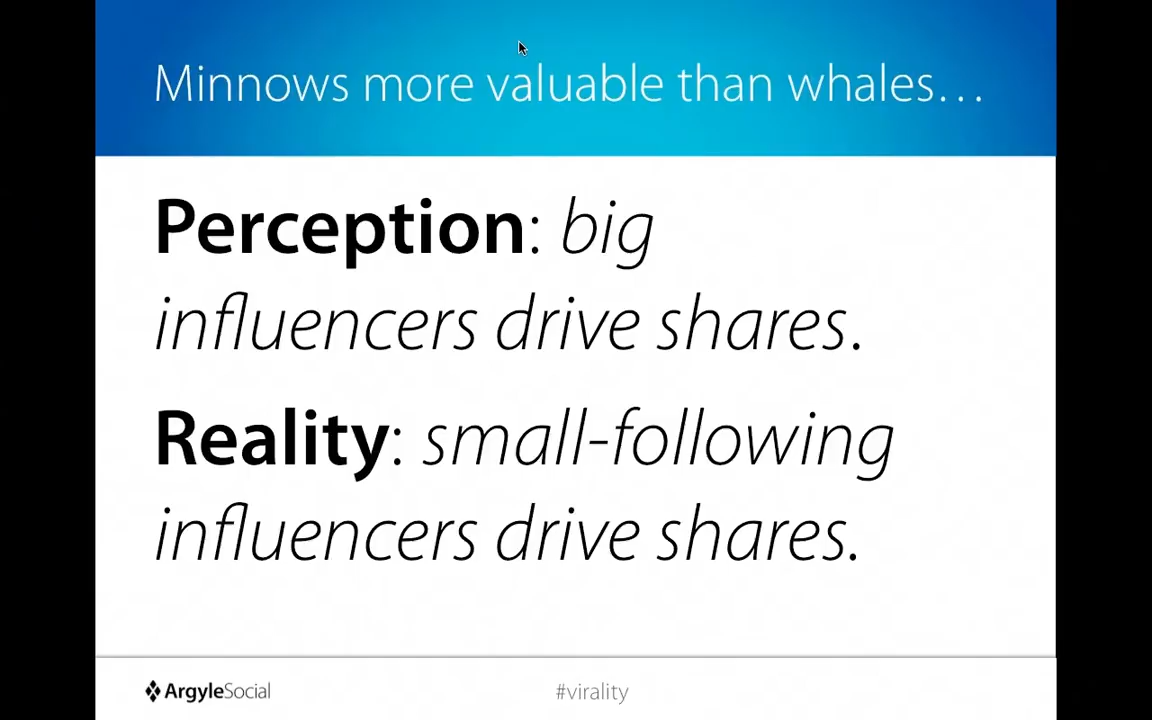 Minnows more valuable than whales…
Perception: big
influencers drive shares.
Reality: small-following
influencers drive shares.
ArgyleSocial
#virality